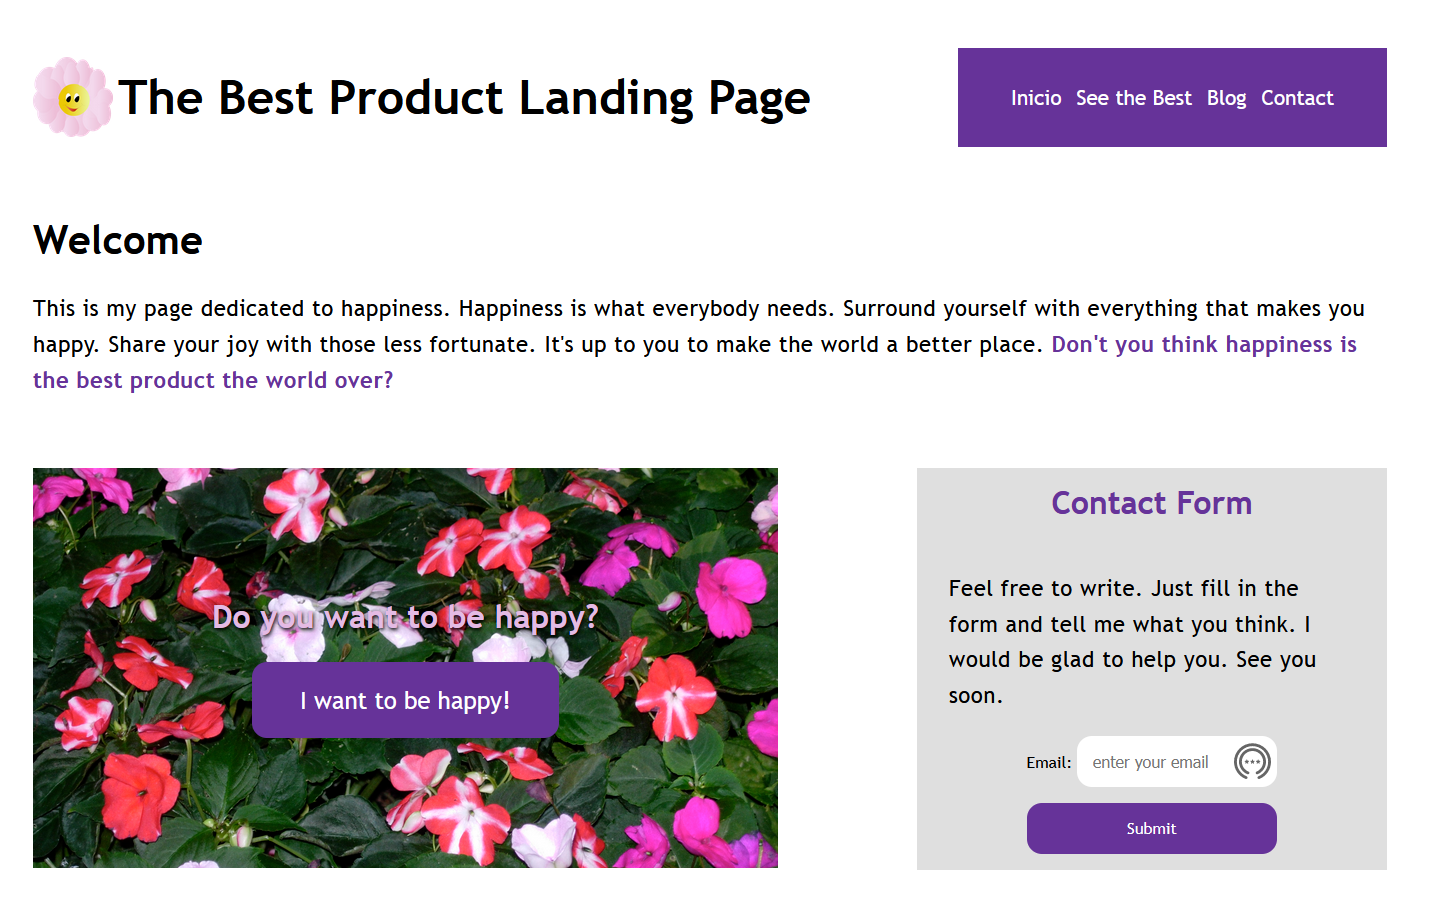 The Best Product Landing Page
Inicio See the Best Blog Contact
Welcome
This is my page dedicated to happiness. Happiness is what everybody needs. Surround yourself with everything that makes you
happy. Share your joy with those less fortunate. It's up to you to make the world a better place. Don't you think happiness is
the best product the world over?
Do you want to be happy?
I want to be happy!
Contact Form
Feel free to write. Just fill in the
form and tell me what you think. I
would be glad to help you. See you
soon.
Email: enter your email
Submit